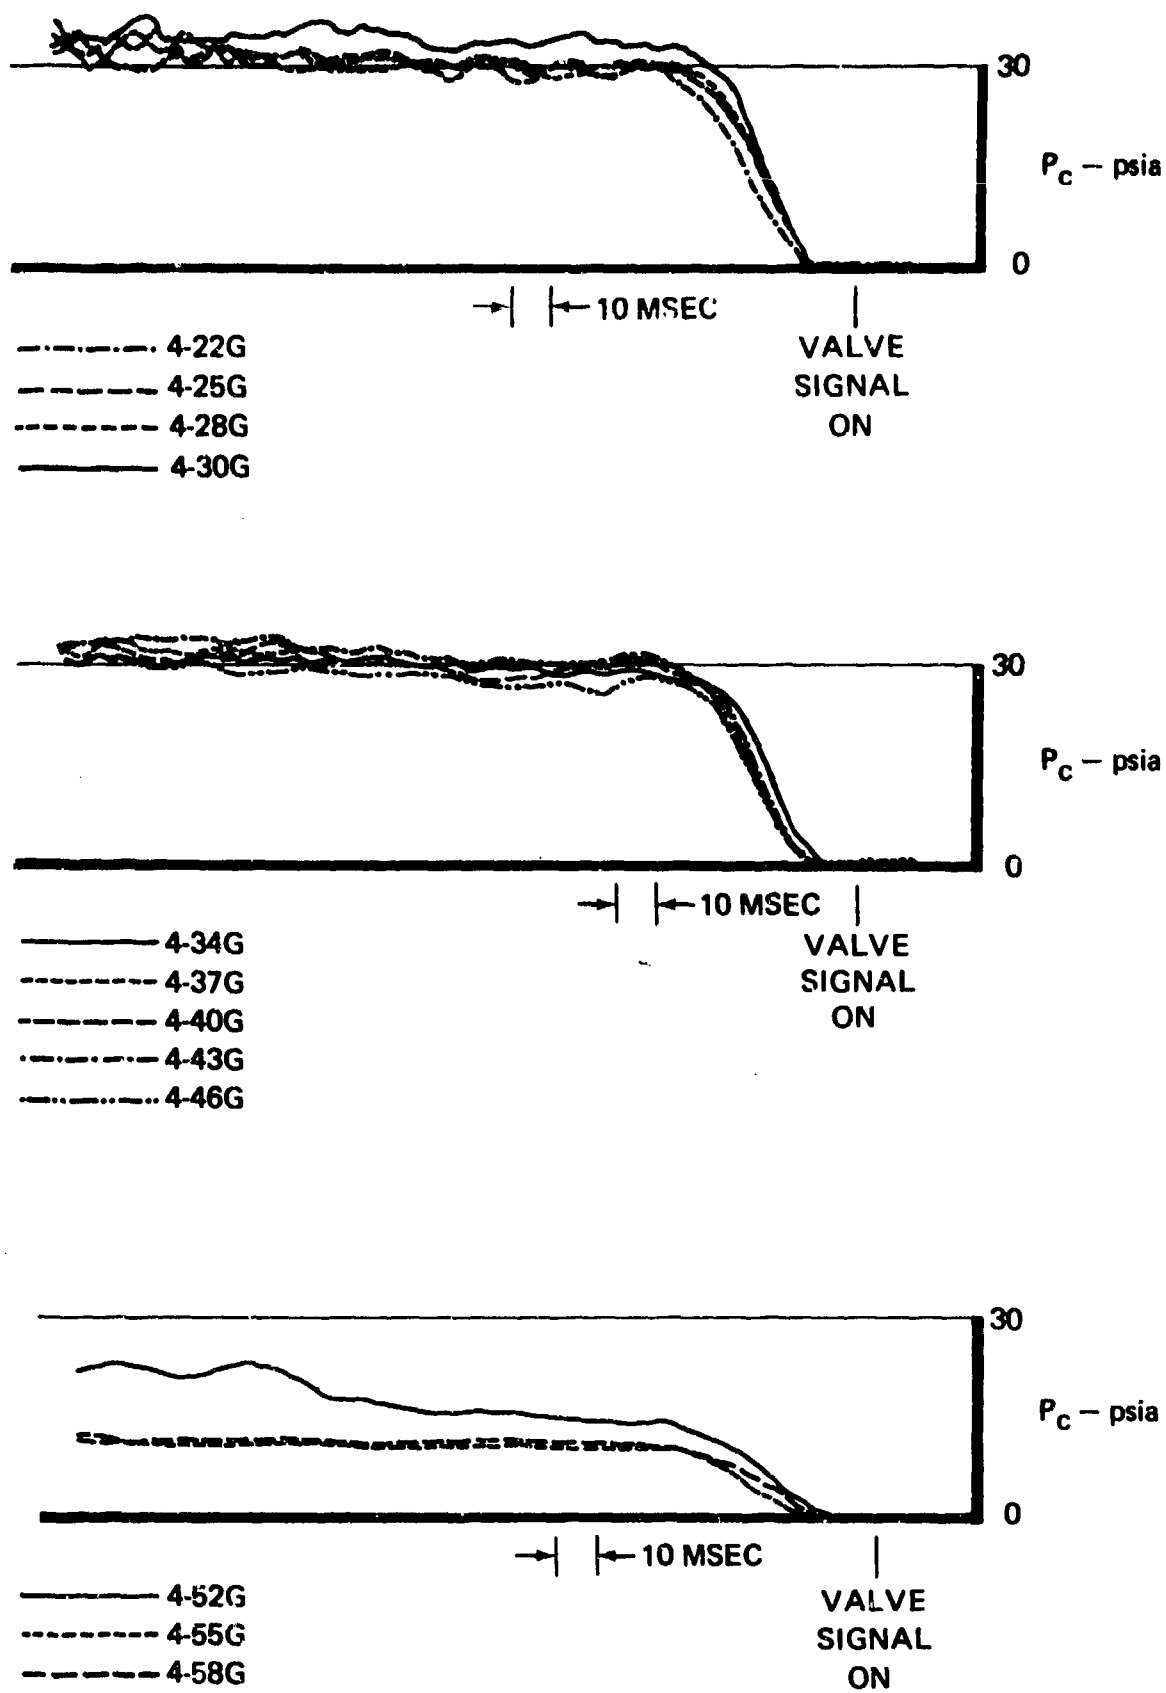 30
P_c – psia
0
10 MSEC
VALVE
SIGNAL
ON
4-22G
4-25G
4-28G
4-30G
30
P_c – psia
0
10 MSEC
VALVE
SIGNAL
ON
4-34G
4-37G
4-40G
4-43G
4-46G
30
P_c – psia
0
10 MSEC
VALVE
SIGNAL
ON
4-52G
4-55G
4-58G